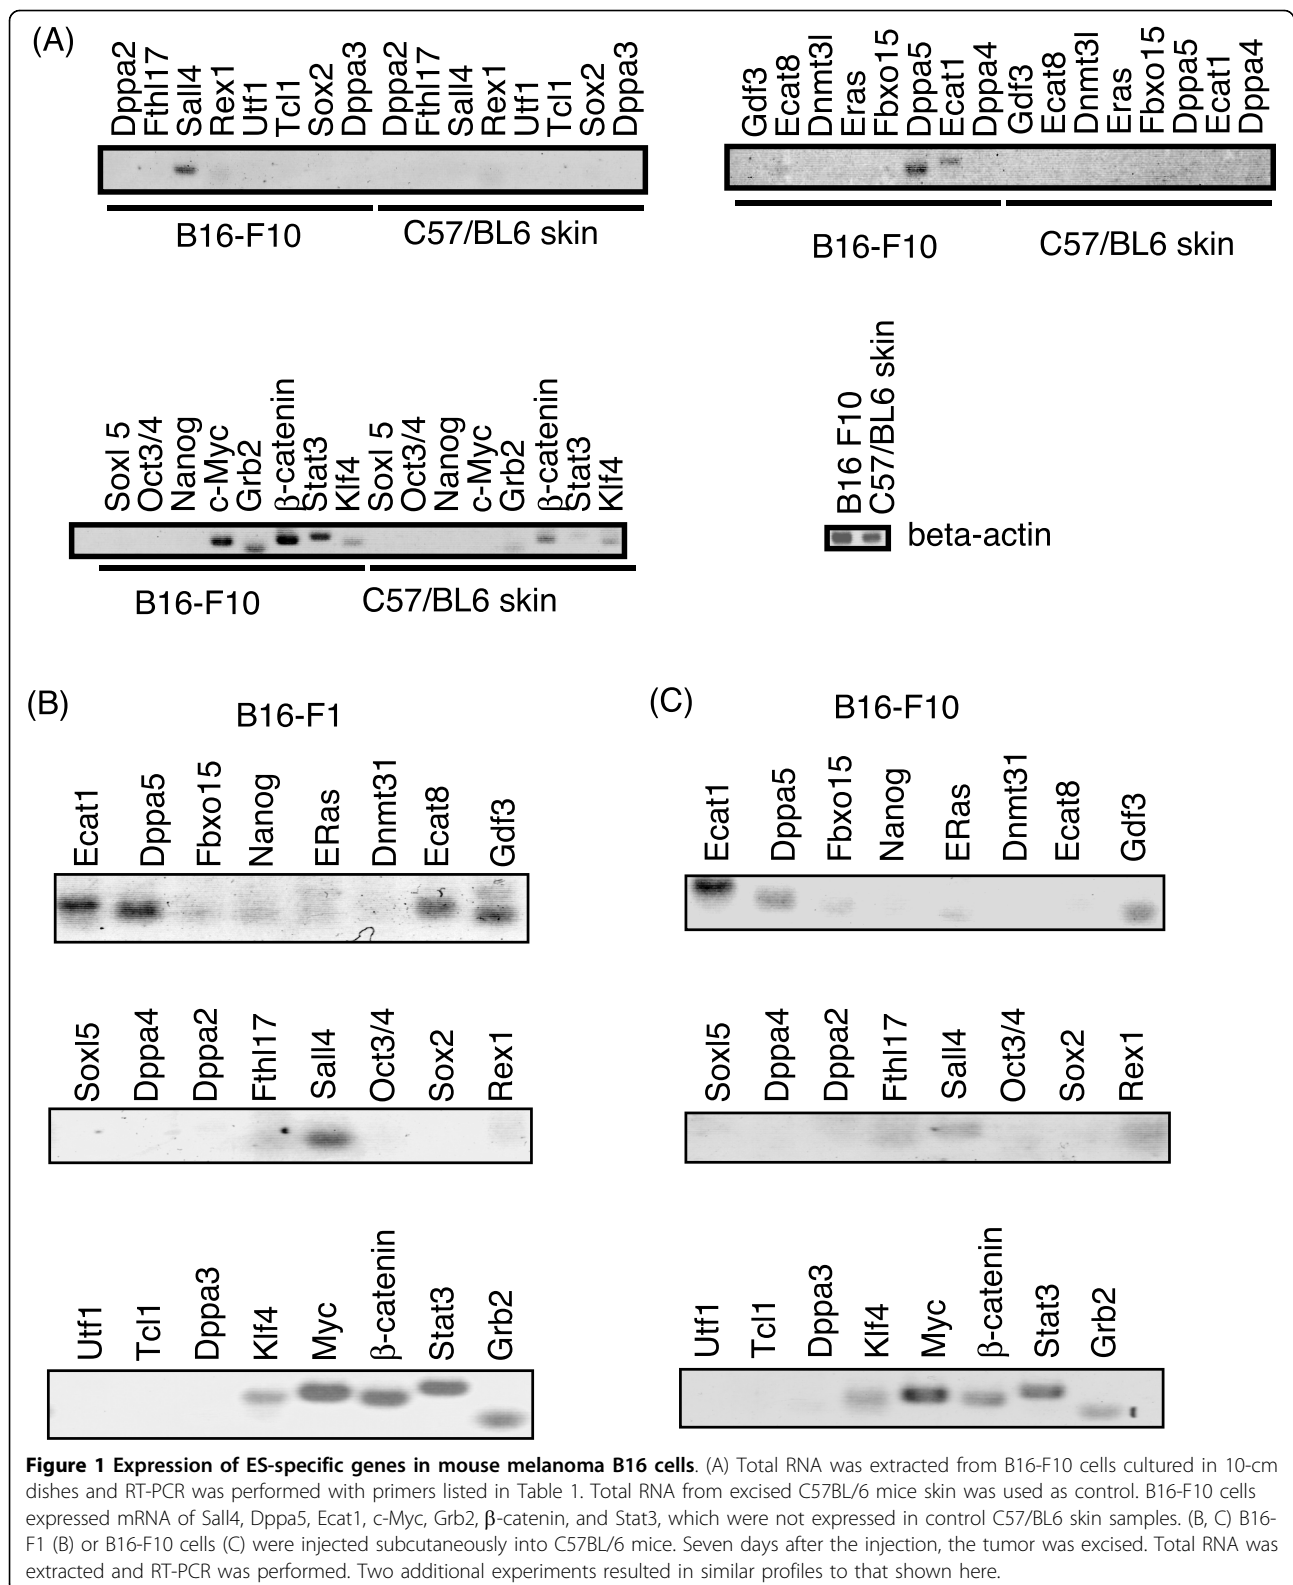 (A)
Dppa2 Fthl17 Sall4 Rex1 Utf1 Tcl1 Sox2 Dppa3 Dppa2 Fthl17 Sall4 Rex1 Utf1 Tcl1 Sox2 Dppa3
B16-F10 C57/BL6 skin
Gdf3 Ecat8 Dnmt3l Eras Fbxo15 Dppa5 Ecat1 Dppa4 Gdf3 Ecat8 Dnmt3l Eras Fbxo15 Dppa5 Ecat1 Dppa4
B16-F10 C57/BL6 skin
Soxl 5 Oct3/4 Nanog c-Myc Grb2 β-catenin Stat3 Klf4 Soxl 5 Oct3/4 Nanog c-Myc Grb2 β-catenin Stat3 Klf4
B16-F10 C57/BL6 skin
B16 F10
C57/BL6 skin
beta-actin
(B)
B16-F1
Ecat1 Dppa5 Fbxo15 Nanog ERas Dnmt31 Ecat8 Gdf3
Soxl5 Dppa4 Dppa2 Fthl17 Sall4 Oct3/4 Sox2 Rex1
Utf1 Tcl1 Dppa3 Klf4 Myc β-catenin Stat3 Grb2
(C)
B16-F10
Ecat1 Dppa5 Fbxo15 Nanog ERas Dnmt31 Ecat8 Gdf3
Soxl5 Dppa4 Dppa2 Fthl17 Sall4 Oct3/4 Sox2 Rex1
Utf1 Tcl1 Dppa3 Klf4 Myc β-catenin Stat3 Grb2
Figure 1 Expression of ES-specific genes in mouse melanoma B16 cells. (A) Total RNA was extracted from B16-F10 cells cultured in 10-cm
dishes and RT-PCR was performed with primers listed in Table 1. Total RNA from excised C57BL/6 mice skin was used as control. B16-F10 cells
expressed mRNA of Sall4, Dppa5, Ecat1, c-Myc, Grb2, β-catenin, and Stat3, which were not expressed in control C57/BL6 skin samples. (B, C) B16-
F1 (B) or B16-F10 cells (C) were injected subcutaneously into C57BL/6 mice. Seven days after the injection, the tumor was excised. Total RNA was
extracted and RT-PCR was performed. Two additional experiments resulted in similar profiles to that shown here.